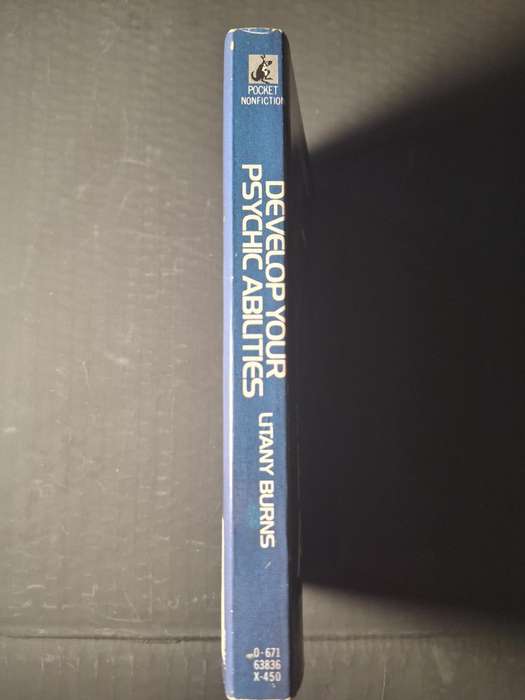 POCKET
NONFICTION
DEVELOP YOUR
PSYCHIC ABILITIES
LITANY BURNS
0-671
63836
X-450